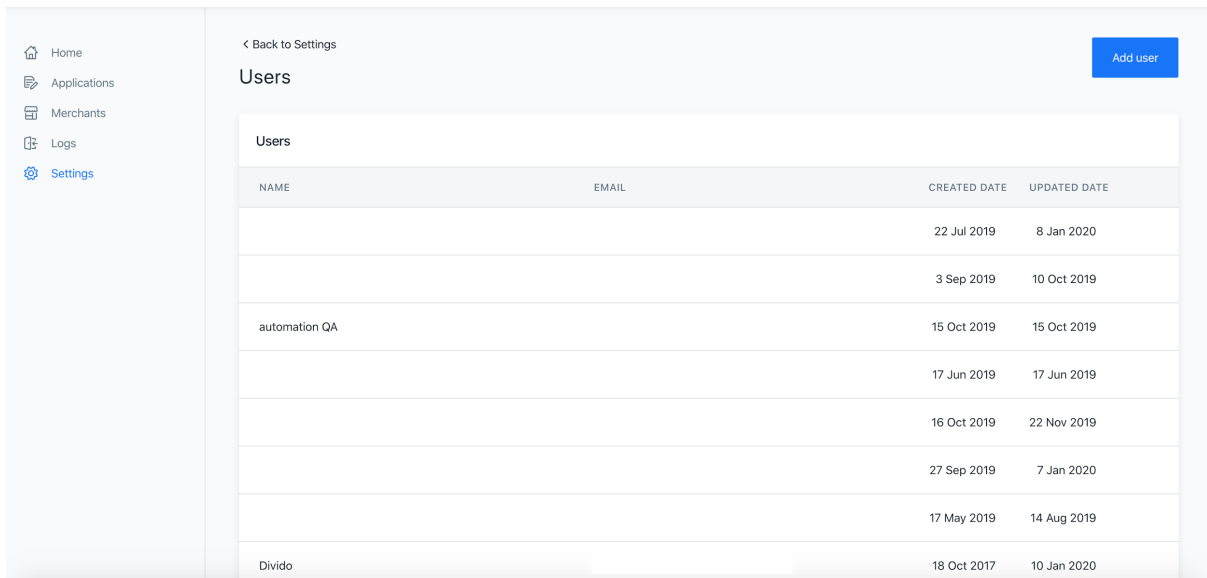 Home
Applications
Merchants
Logs
Settings
Back to Settings
Users
Add user
Users
NAME EMAIL CREATED DATE UPDATED DATE
22 Jul 2019 8 Jan 2020
3 Sep 2019 10 Oct 2019
automation QA 15 Oct 2019 15 Oct 2019
17 Jun 2019 17 Jun 2019
16 Oct 2019 22 Nov 2019
27 Sep 2019 7 Jan 2020
17 May 2019 14 Aug 2019
Divido 18 Oct 2017 10 Jan 2020